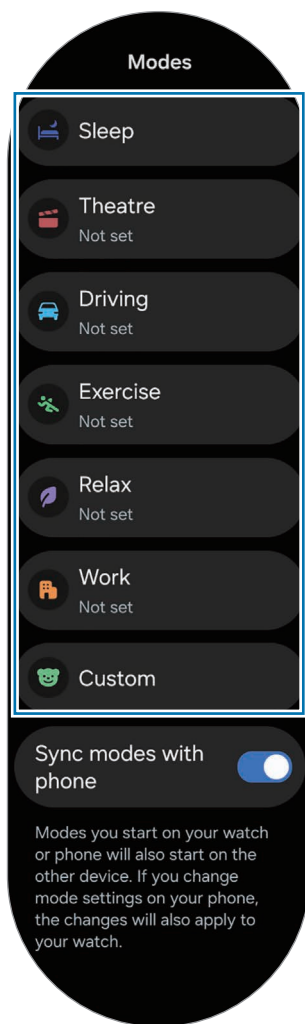 Modes
Sleep
Theatre
Not set
Driving
Not set
Exercise
Not set
Relax
Not set
Work
Not set
Custom
Sync modes with
phone
Modes you start on your watch
or phone will also start on the
other device. If you change
mode settings on your phone,
the changes will also apply to
your watch.